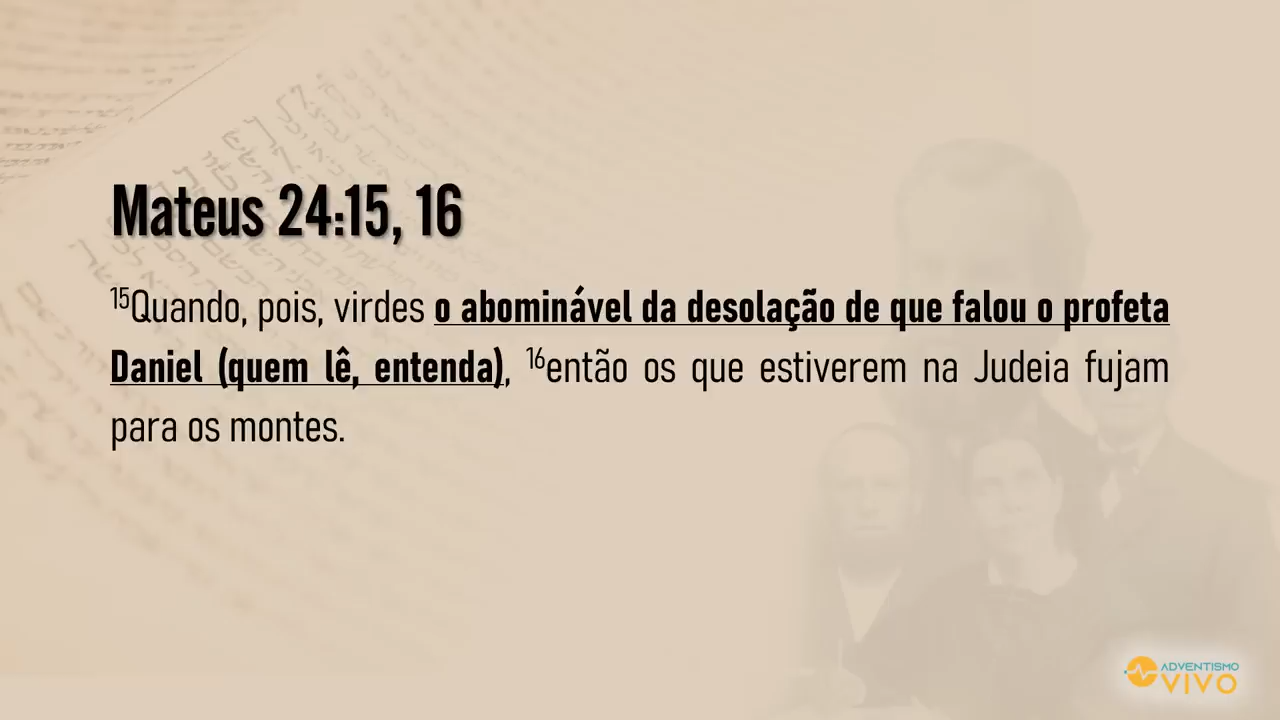 Mateus 24:15, 16
¹⁵Quando, pois, virdes o abominável da desolação de que falou o profeta
Daniel (quem lê, entenda), ¹⁶então os que estiverem na Judeia fujam
para os montes.
ADVENTISMO
VIVO